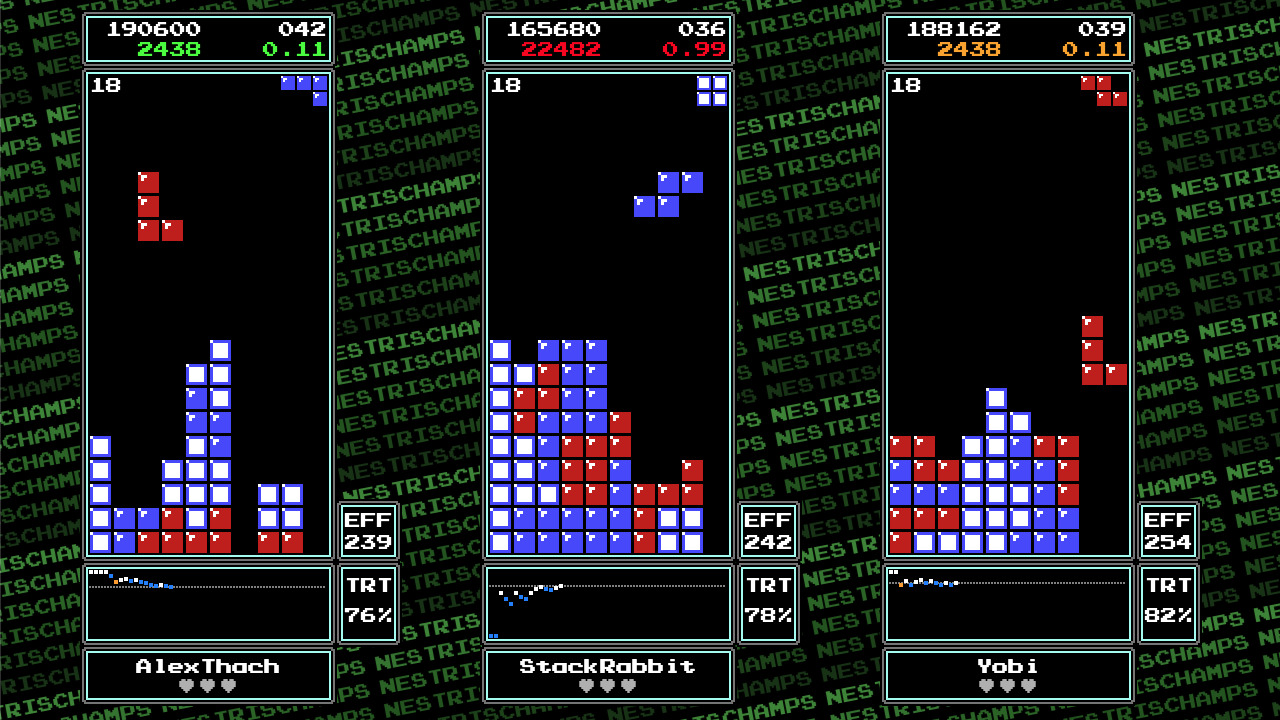 190600 042
2438 0.11
18
EFF
239
TRT
76%
AlexThach
165680 036
22482 0.99
18
EFF
242
TRT
78%
StackRabbit
188162 039
2438 0.11
18
EFF
254
TRT
82%
Yobi
NESTRISCHAMPS